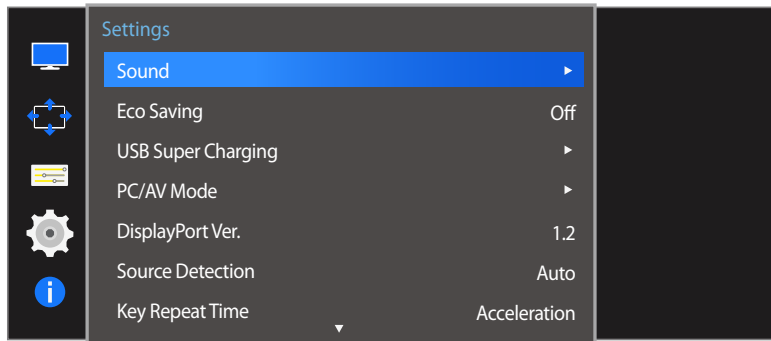 Settings
Sound
Eco Saving Off
USB Super Charging
PC/AV Mode
DisplayPort Ver. 1.2
Source Detection Auto
Key Repeat Time Acceleration